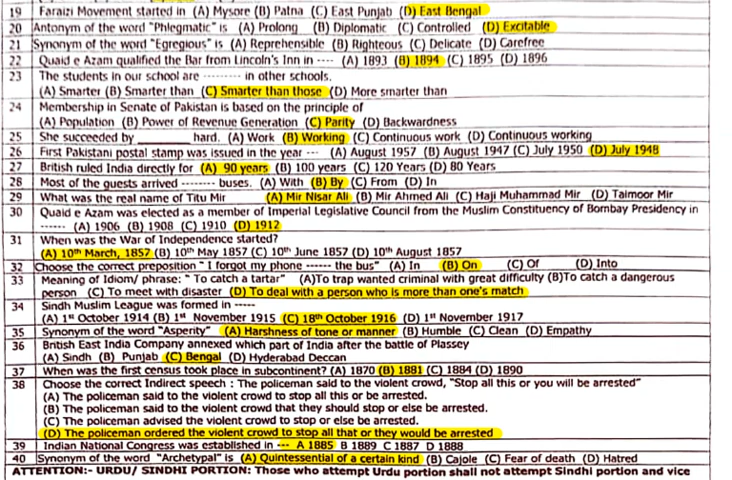 19 Faraizi Movement started in (A) Mysore (B) Patna (C) East Punjab (D) East Bengal
20 Antonym of the word "Phlegmatic" is (A) Prolong (B) Diplomatic (C) Controlled (D) Excitable
21 Synonym of the word "Egregious" is (A) Reprehensible (B) Righteous (C) Delicate (D) Carefree
22 Quaid e Azam qualified the Bar from Lincoln's Inn in ---- (A) 1893 (B) 1894 (C) 1895 (D) 1896
23 The students in our school are --------- in other schools.
(A) Smarter (B) Smarter than (C) Smarter than those (D) More smarter than
24 Membership in Senate of Pakistan is based on the principle of
(A) Population (B) Power of Revenue Generation (C) Parity (D) Backwardness
25 She succeeded by ________ hard. (A) Work (B) Working (C) Continuous work (D) Continuous working
26 First Pakistani postal stamp was issued in the year --- (A) August 1957 (B) August 1947 (C) July 1950 (D) July 1948
27 British ruled India directly for (A) 90 years (B) 100 years (C) 120 Years (D) 80 Years
28 Most of the guests arrived -------- buses. (A) With (B) By (C) From (D) In
29 What was the real name of Titu Mir (A) Mir Nisar Ali (B) Mir Ahmed Ali (C) Haji Muhammad Mir (D) Taimoor Mir
30 Quaid e Azam was elected as a member of Imperial Legislative Council from the Muslim Constituency of Bombay Presidency in
------ (A) 1906 (B) 1908 (C) 1910 (D) 1912
31 When was the War of Independence started?
(A) 10th March, 1857 (B) 10th May 1857 (C) 10th June 1857 (D) 10th August 1857
32 Choose the correct preposition " I forgot my phone ------ the bus" (A) In (B) On (C) Of (D) Into
33 Meaning of Idiom/ phrase: " To catch a tartar" (A)To trap wanted criminal with great difficulty (B)To catch a dangerous
person (C) To meet with disaster (D) To deal with a person who is more than one's match
34 Sindh Muslim League was formed in -----
(A) 1st October 1914 (B) 1st November 1915 (C) 18th October 1916 (D) 1st November 1917
35 Synonym of the word "Asperity" (A) Harshness of tone or manner (B) Humble (C) Clean (D) Empathy
36 British East India Company annexed which part of India after the battle of Plassey
(A) Sindh (B) Punjab (C) Bengal (D) Hyderabad Deccan
37 When was the first census took place in subcontinent? (A) 1870 (B) 1881 (C) 1884 (D) 1890
38 Choose the correct Indirect speech : The policeman said to the violent crowd, "Stop all this or you will be arrested"
(A) The policeman said to the violent crowd to stop all this or be arrested.
(B) The policeman said to the violent crowd that they should stop or else be arrested.
(C) The policeman advised the violent crowd to stop or else be arrested.
(D) The policeman ordered the violent crowd to stop all that or they would be arrested
39 Indian National Congress was established in --- A 1885 B 1889 C 1887 D 1888
40 Synonym of the word "Archetypal" is (A) Quintessential of a certain kind (B) Cajole (C) Fear of death (D) Hatred
ATTENTION:- URDU/ SINDHI PORTION: Those who attempt Urdu portion shall not attempt Sindhi portion and vice